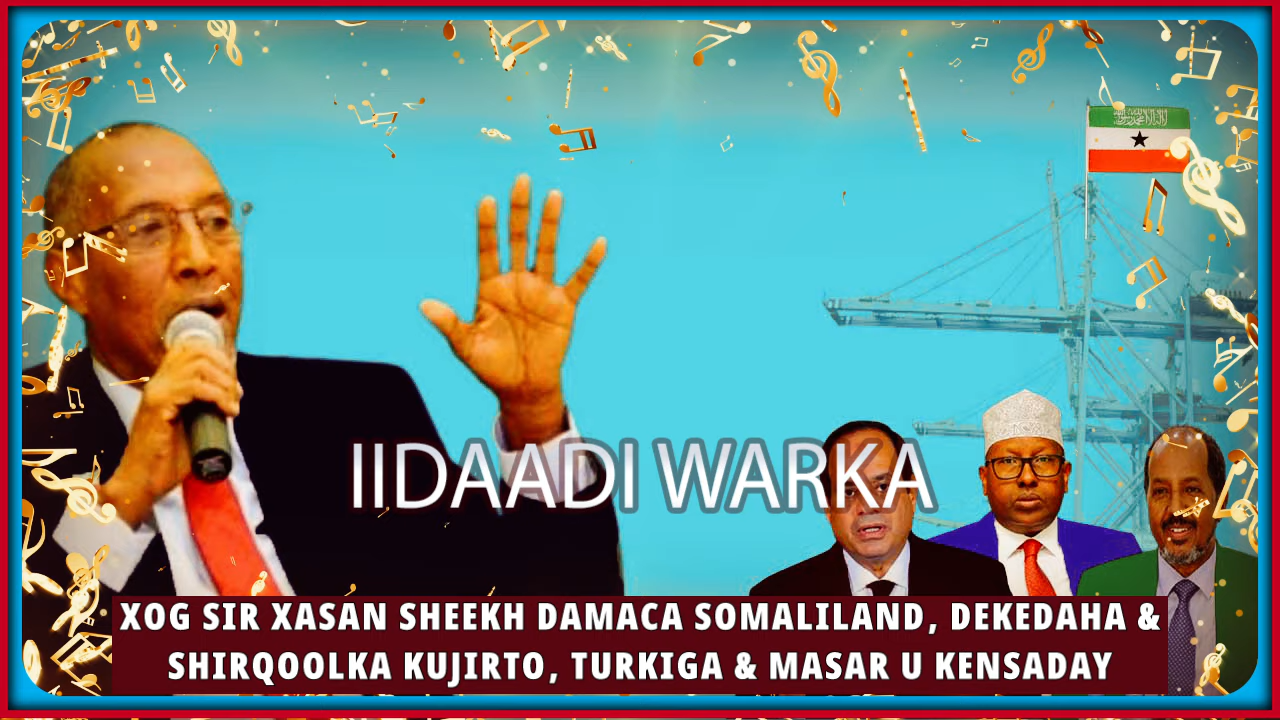 IIDAADI WARKA
XOG SIR XASAN SHEEKH DAMACA SOMALILAND, DEKEDAHA &
SHIRQOOLKA KUJIRTO, TURKIGA & MASAR U KENSADAY